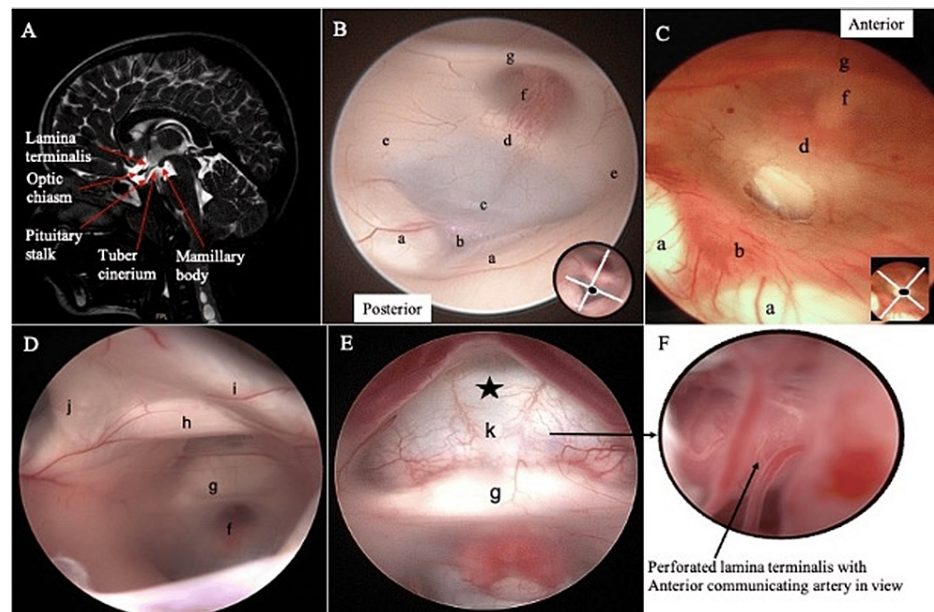 A
Lamina
terminalis
Optic
chiasm
Pituitary
stalk
Tuber
cinerium
Mamillary
body
FPL
B
g
f
d
e
e
c
a
b
a
Posterior
Anterior
C
g
f
d
a
b
a
D
i
j
h
g
f
E
k
g
F
Perforated lamina terminalis with
Anterior communicating artery in view